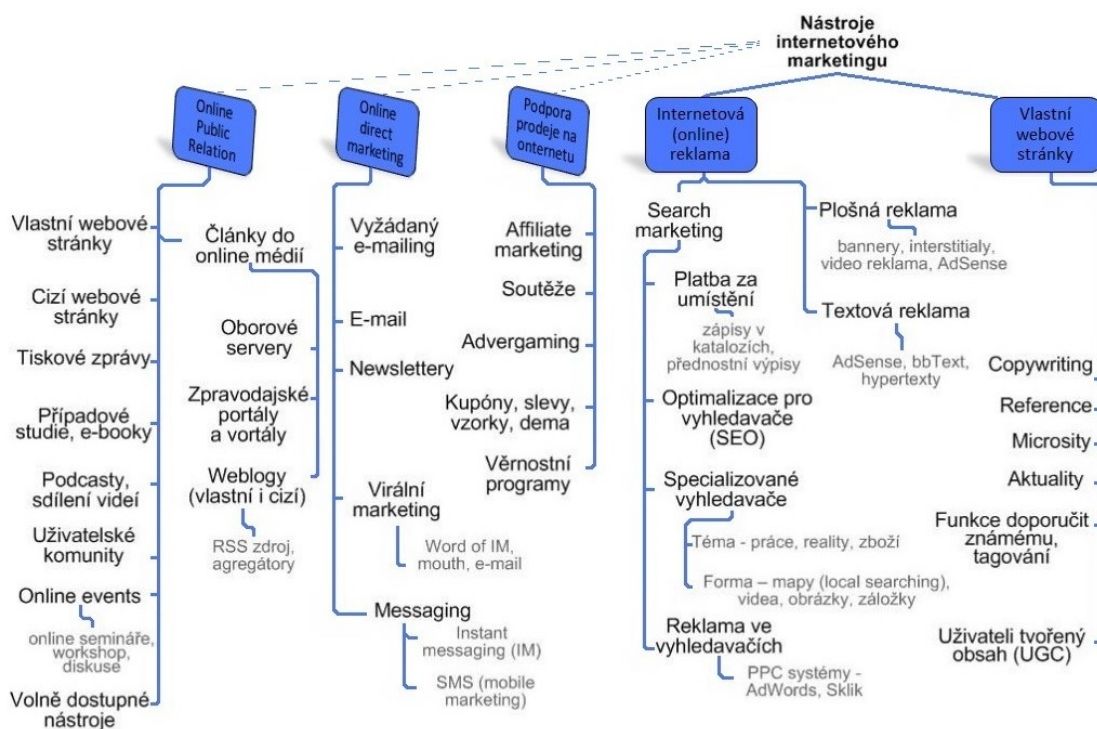 Nástroje
internetového
marketingu
Online
Public
Relation
Vlastní webové
stránky
Články do
online médií
Oborové
servery
Zpravodajské
portály
a vortály
Weblogy
(vlastní i cizí)
RSS zdroj,
agregátory
Cizí webové
stránky
Tiskové zprávy
Případové
studie, e-booky
Podcasty,
sdílení videí
Uživatelské
komunity
Online events
online semináře,
workshop,
diskuse
Volně dostupné
nástroje
Online
direct
marketing
Vyžádaný
e-mailing
E-mail
Newslettery
Virální
marketing
Word of IM,
mouth, e-mail
Messaging
Instant
messaging (IM)
SMS (mobile
marketing)
Podpora
prodeje na
onternetu
Affiliate
marketing
Soutěže
Advergaming
Kupóny, slevy,
vzorky, dema
Věrnostní
programy
Internetová
(online)
reklama
Search
marketing
Platba za
umístění
zápisy v
katalozích,
přednostní výpisy
Optimalizace pro
vyhledavače
(SEO)
Specializované
vyhledavače
Téma - práce, reality, zboží
Forma – mapy (local searching),
videa, obrázky, záložky
Reklama ve
vyhledavačích
PPC systémy -
AdWords, Sklik
Plošná reklama
bannery, interstitialy,
video reklama, AdSense
Textová reklama
AdSense, bbText,
hypertexty
Vlastní
webové
stránky
Copywriting
Reference
Microsity
Aktuality
Funkce doporučit
známému,
tagování
Uživateli tvořený
obsah (UGC)